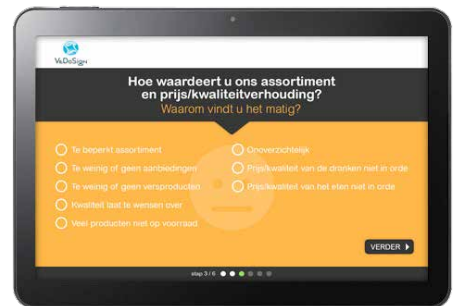 VaDeSign
Hoe waardeert u ons assortiment
en prijs/kwaliteitverhouding?
Waarom vindt u het matig?
Te beperkt assortiment
Te weinig of geen aanbiedingen
Te weinig of geen versproducten
Kwaliteit laat te wensen over
Veel producten niet op voorraad
Onoverzichtelijk
Prijs/kwaliteit van de dranken niet in orde
Prijs/kwaliteit van het eten niet in orde
VERDER
stap 3 / 6